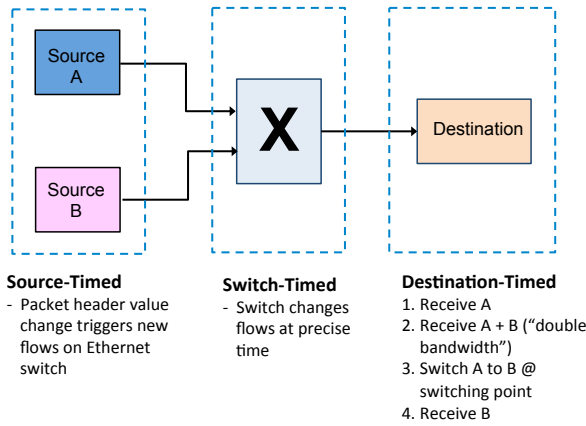 Source
A
Source
B
X
Destination
Source-Timed
- Packet header value
change triggers new
flows on Ethernet
switch
Switch-Timed
- Switch changes
flows at precise
time
Destination-Timed
1. Receive A
2. Receive A + B (“double
bandwidth”)
3. Switch A to B @
switching point
4. Receive B